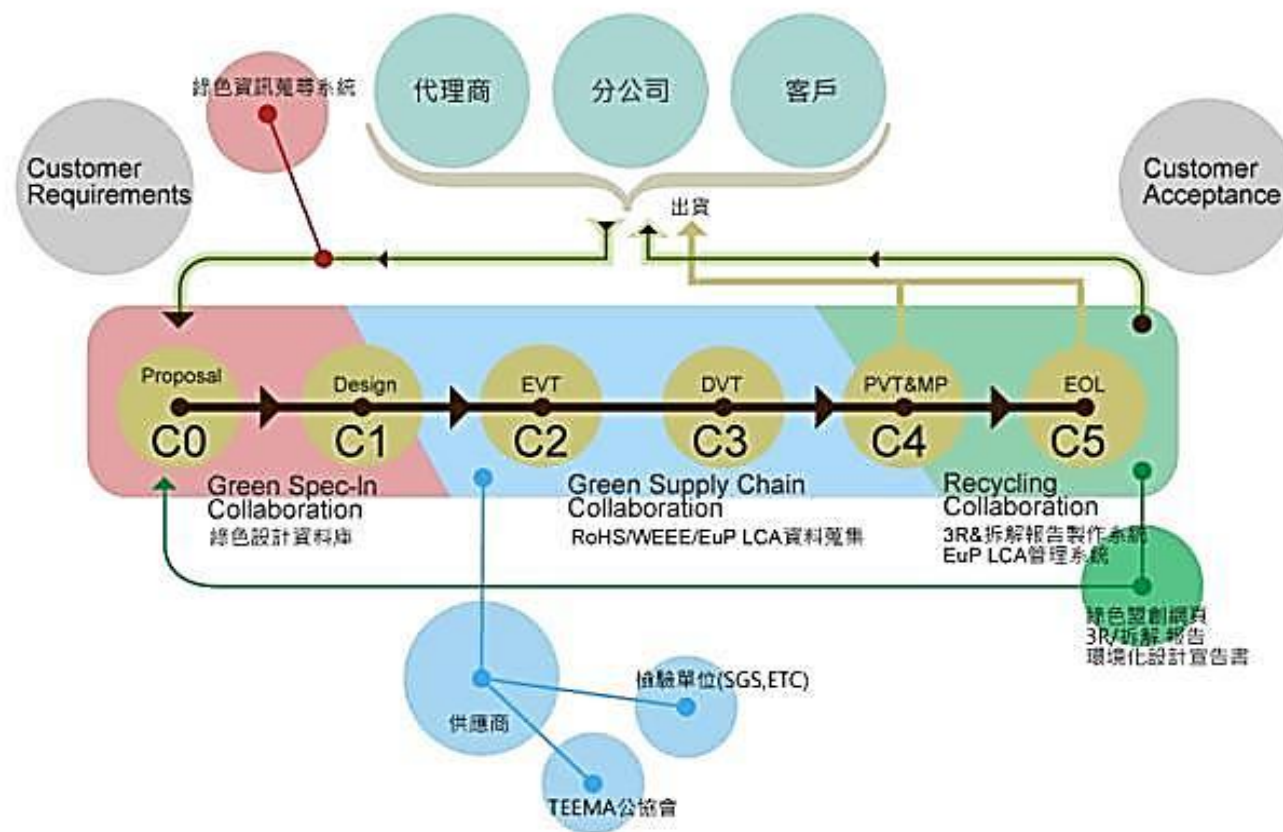 綠色資訊蒐尋系統
代理商
分公司
客戶
Customer
Requirements
Customer
Acceptance
出貨
Proposal
C0
Design
C1
EVT
C2
DVT
C3
PVT&MP
C4
EOL
C5
Green Spec-In
Collaboration
綠色設計資料庫
Green Supply Chain
Collaboration
RoHS/WEEE/EuP LCA資料蒐集
Recycling
Collaboration
3R&拆解報告製作系統
EuP LCA管理系統
綠色盟創網頁
3R/拆解 報告
環境化設計宣告書
供應商
檢驗單位(SGS,ETC)
TEEMA公協會